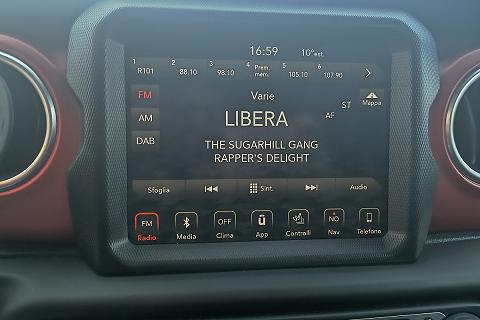 16:59 10°est.
1 R101 2 88.10 3 98.10 4 Prem. mem. 5 105.10 6 107.90
FM
AM
DAB
Varie
LIBERA
AF ST
Mappa
THE SUGARHILL GANG
RAPPER'S DELIGHT
Sfoglia Sint. Audio
FM OFF ü NO
Radio Media Clima App Controlli Nav Telefono